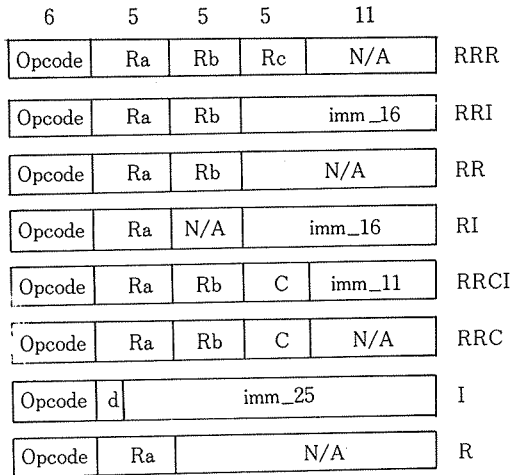 6 5 5 5 11
Opcode Ra Rb Rc N/A RRR
Opcode Ra Rb imm_16 RRI
Opcode Ra Rb N/A RR
Opcode Ra N/A imm_16 RI
Opcode Ra Rb C imm_11 RRCI
Opcode Ra Rb C N/A RRC
Opcode d imm_25 I
Opcode Ra N/A R